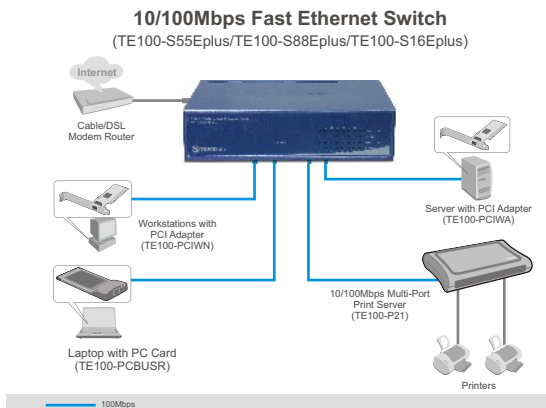 10/100Mbps Fast Ethernet Switch
(TE100-S55Eplus/TE100-S88Eplus/TE100-S16Eplus)
Internet
Cable/DSL
Modem Router
Workstations with
PCI Adapter
(TE100-PCIWN)
Server with PCI Adapter
(TE100-PCIWA)
Laptop with PC Card
(TE100-PCBUSR)
10/100Mbps Multi-Port
Print Server
(TE100-P21)
Printers
100Mbps